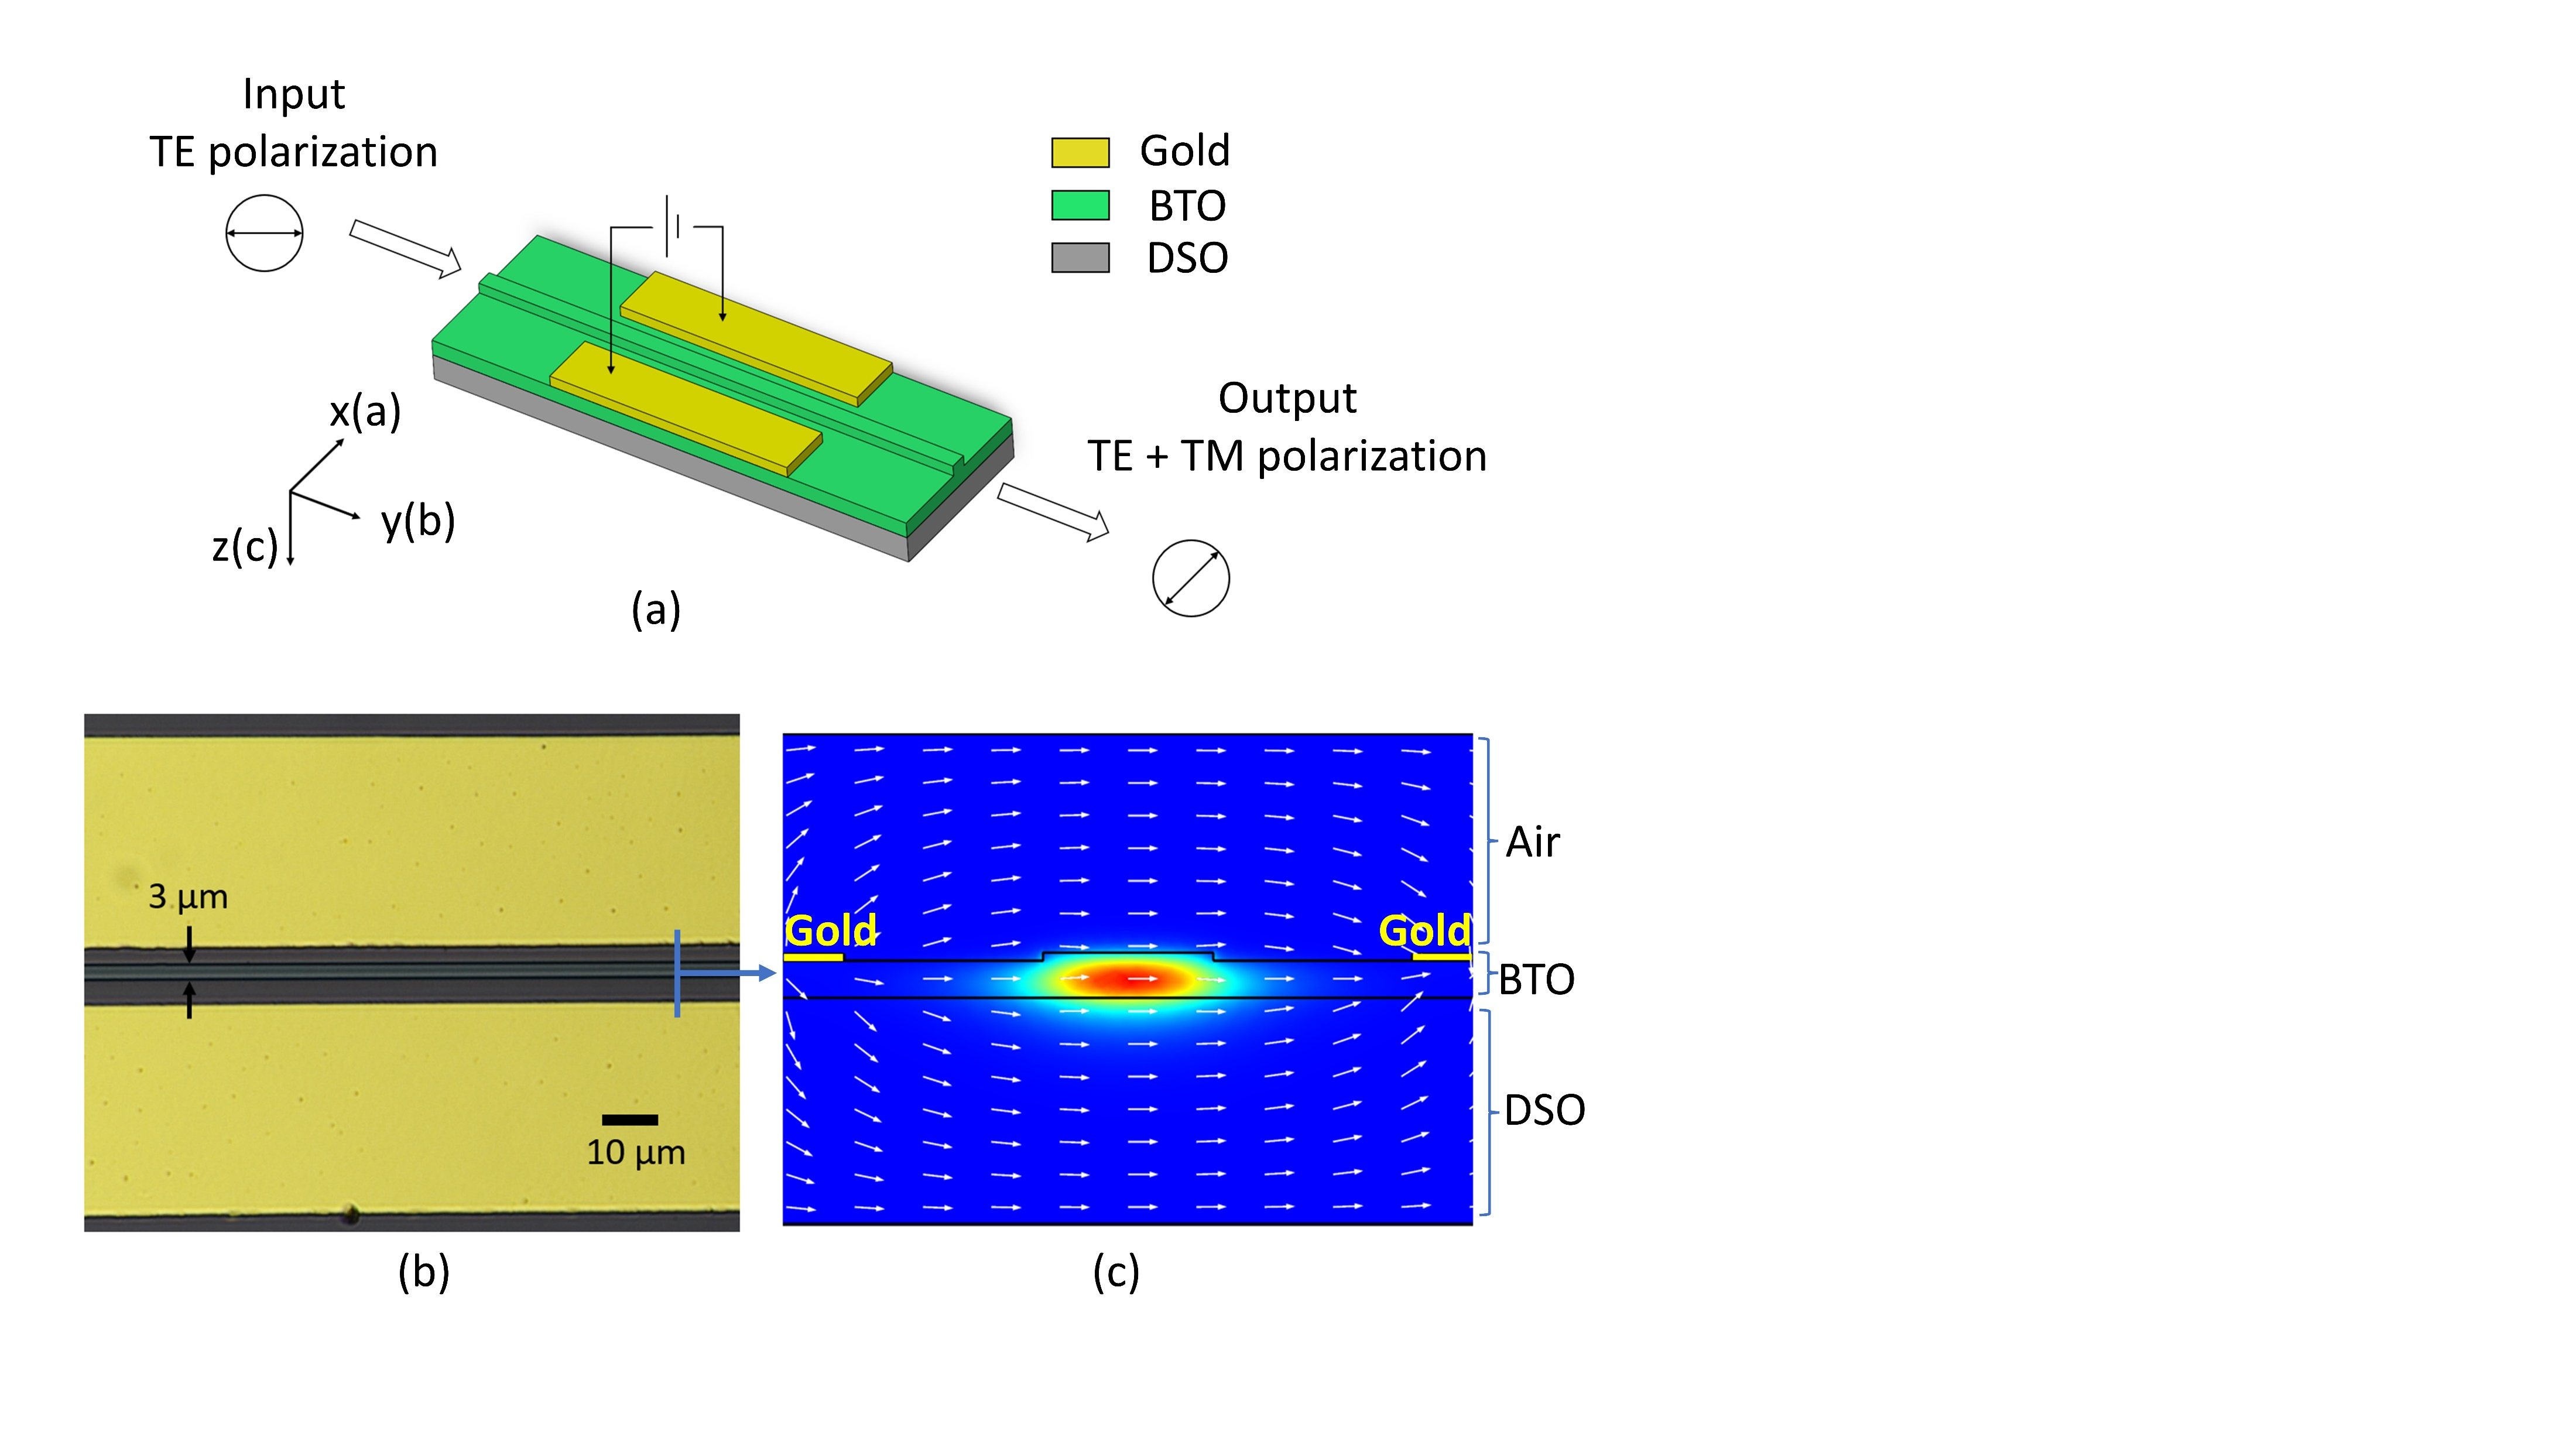 Input
TE polarization
Gold
BTO
DSO
x(a)
y(b)
z(c)
Output
TE + TM polarization
(a)
3 µm
10 µm
(b)
Gold
Gold
Air
BTO
DSO
(c)